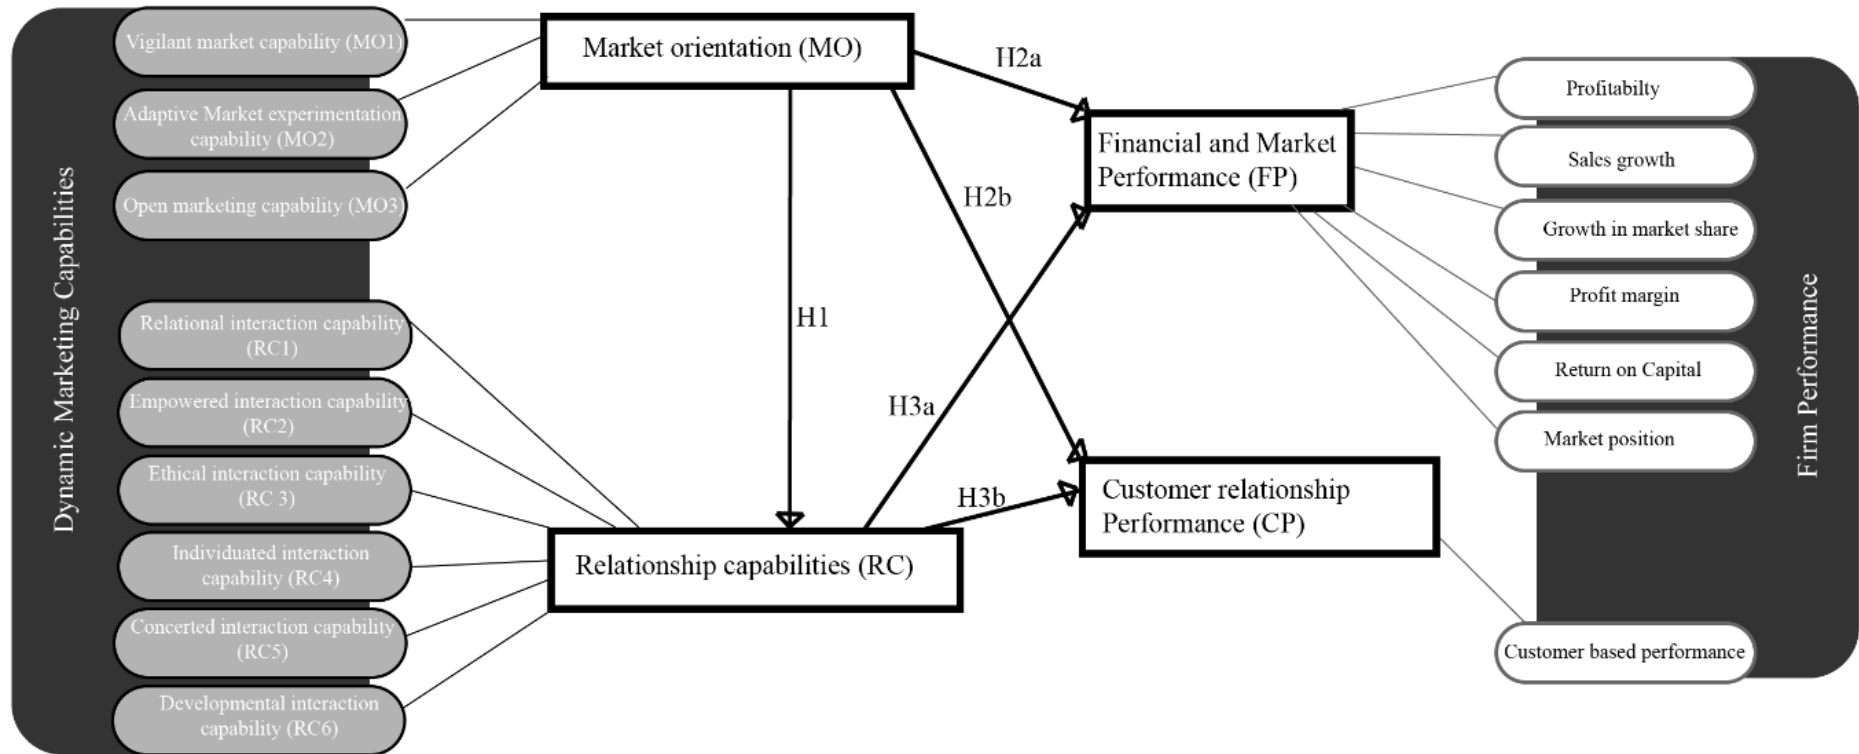 Dynamic Marketing Capabilities
Vigilant market capability (MO1)
Adaptive Market experimentation
capability (MO2)
Open marketing capability (MO3)
Relational interaction capability
(RC1)
Empowered interaction capability
(RC2)
Ethical interaction capability
(RC 3)
Individuated interaction
capability (RC4)
Concerted interaction capability
(RC5)
Developmental interaction
capability (RC6)
Market orientation (MO)
Relationship capabilities (RC)
H1
H2a
H2b
H3a
H3b
Financial and Market
Performance (FP)
Customer relationship
Performance (CP)
Profitabilty
Sales growth
Growth in market share
Profit margin
Return on Capital
Market position
Customer based performance
Firm Performance